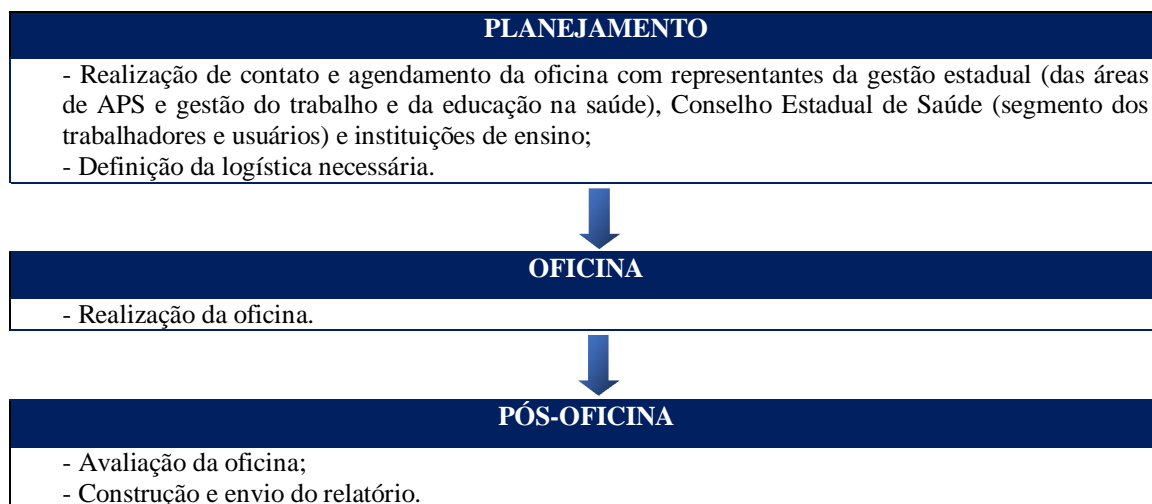 PLANEJAMENTO
- Realização de contato e agendamento da oficina com representantes da gestão estadual (das áreas
de APS e gestão do trabalho e da educação na saúde), Conselho Estadual de Saúde (segmento dos
trabalhadores e usuários) e instituições de ensino;
- Definição da logística necessária.
OFICINA
- Realização da oficina.
PÓS-OFICINA
- Avaliação da oficina;
- Construção e envio do relatório.